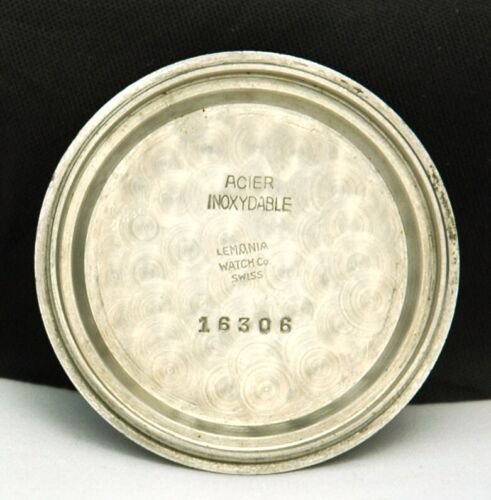 ACIER
INOXYDABLE
LEMANIA
WATCH Co.
SWISS
16306